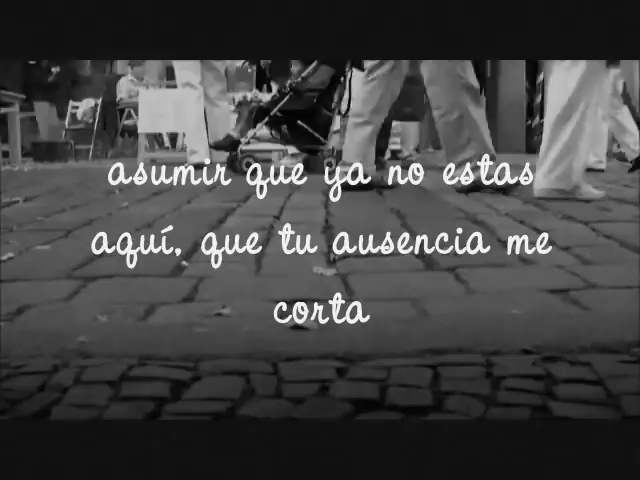 asumir que ya no estas
aquí, que tu ausencia me
corta